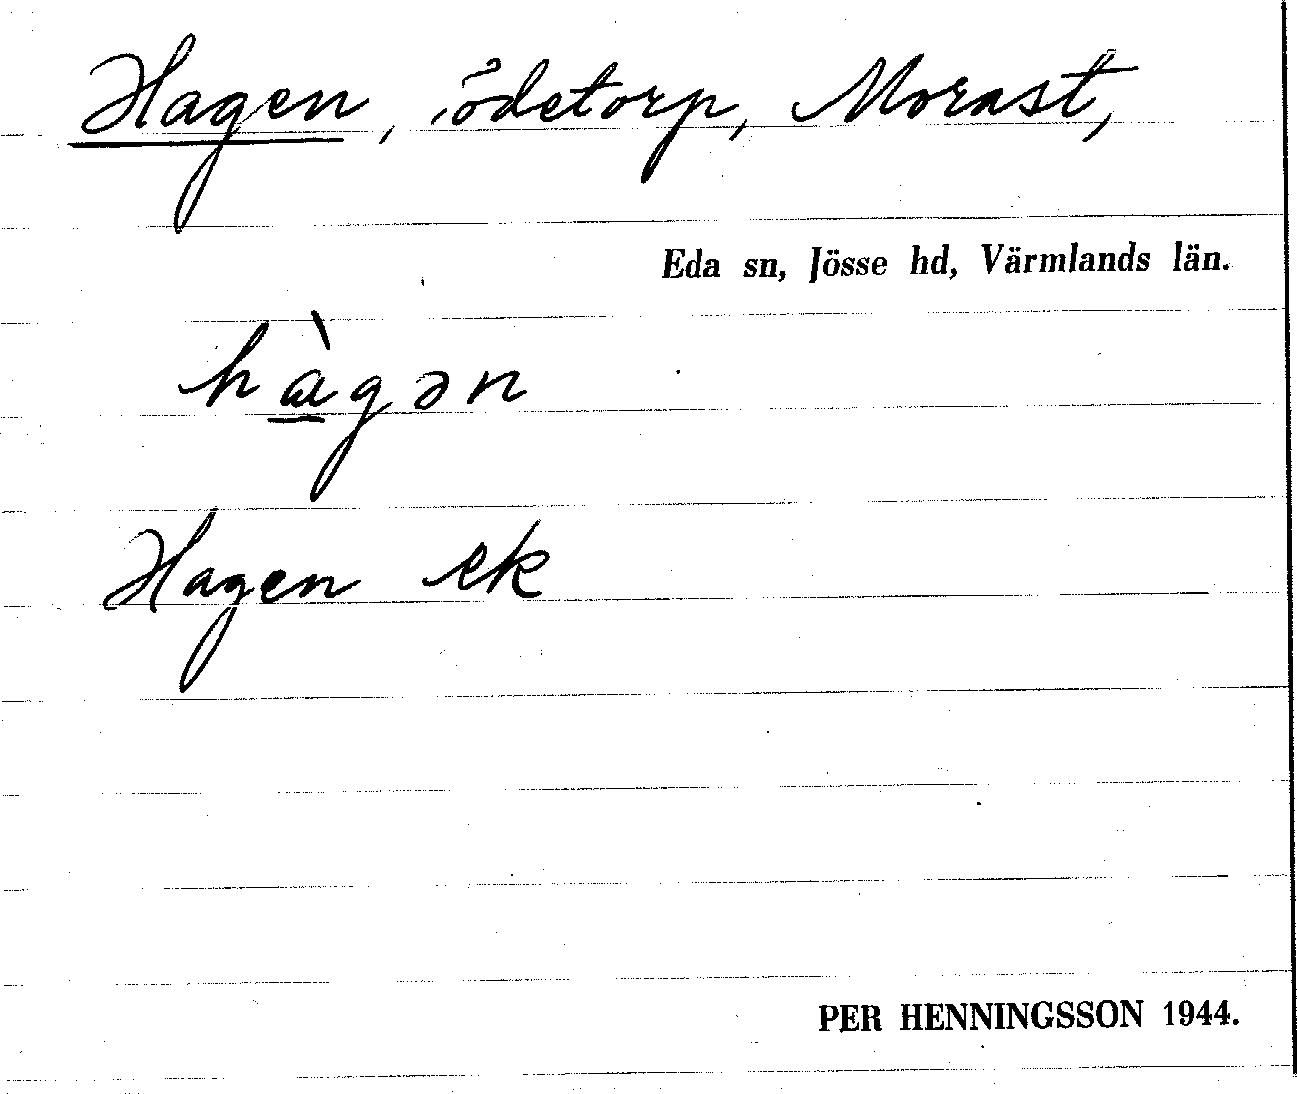 Hagen, ödetorp, Morast,
Eda sn, Jösse hd, Värmlands län.
hàgən
Hagen ek
PER HENNINGSSON 1944.